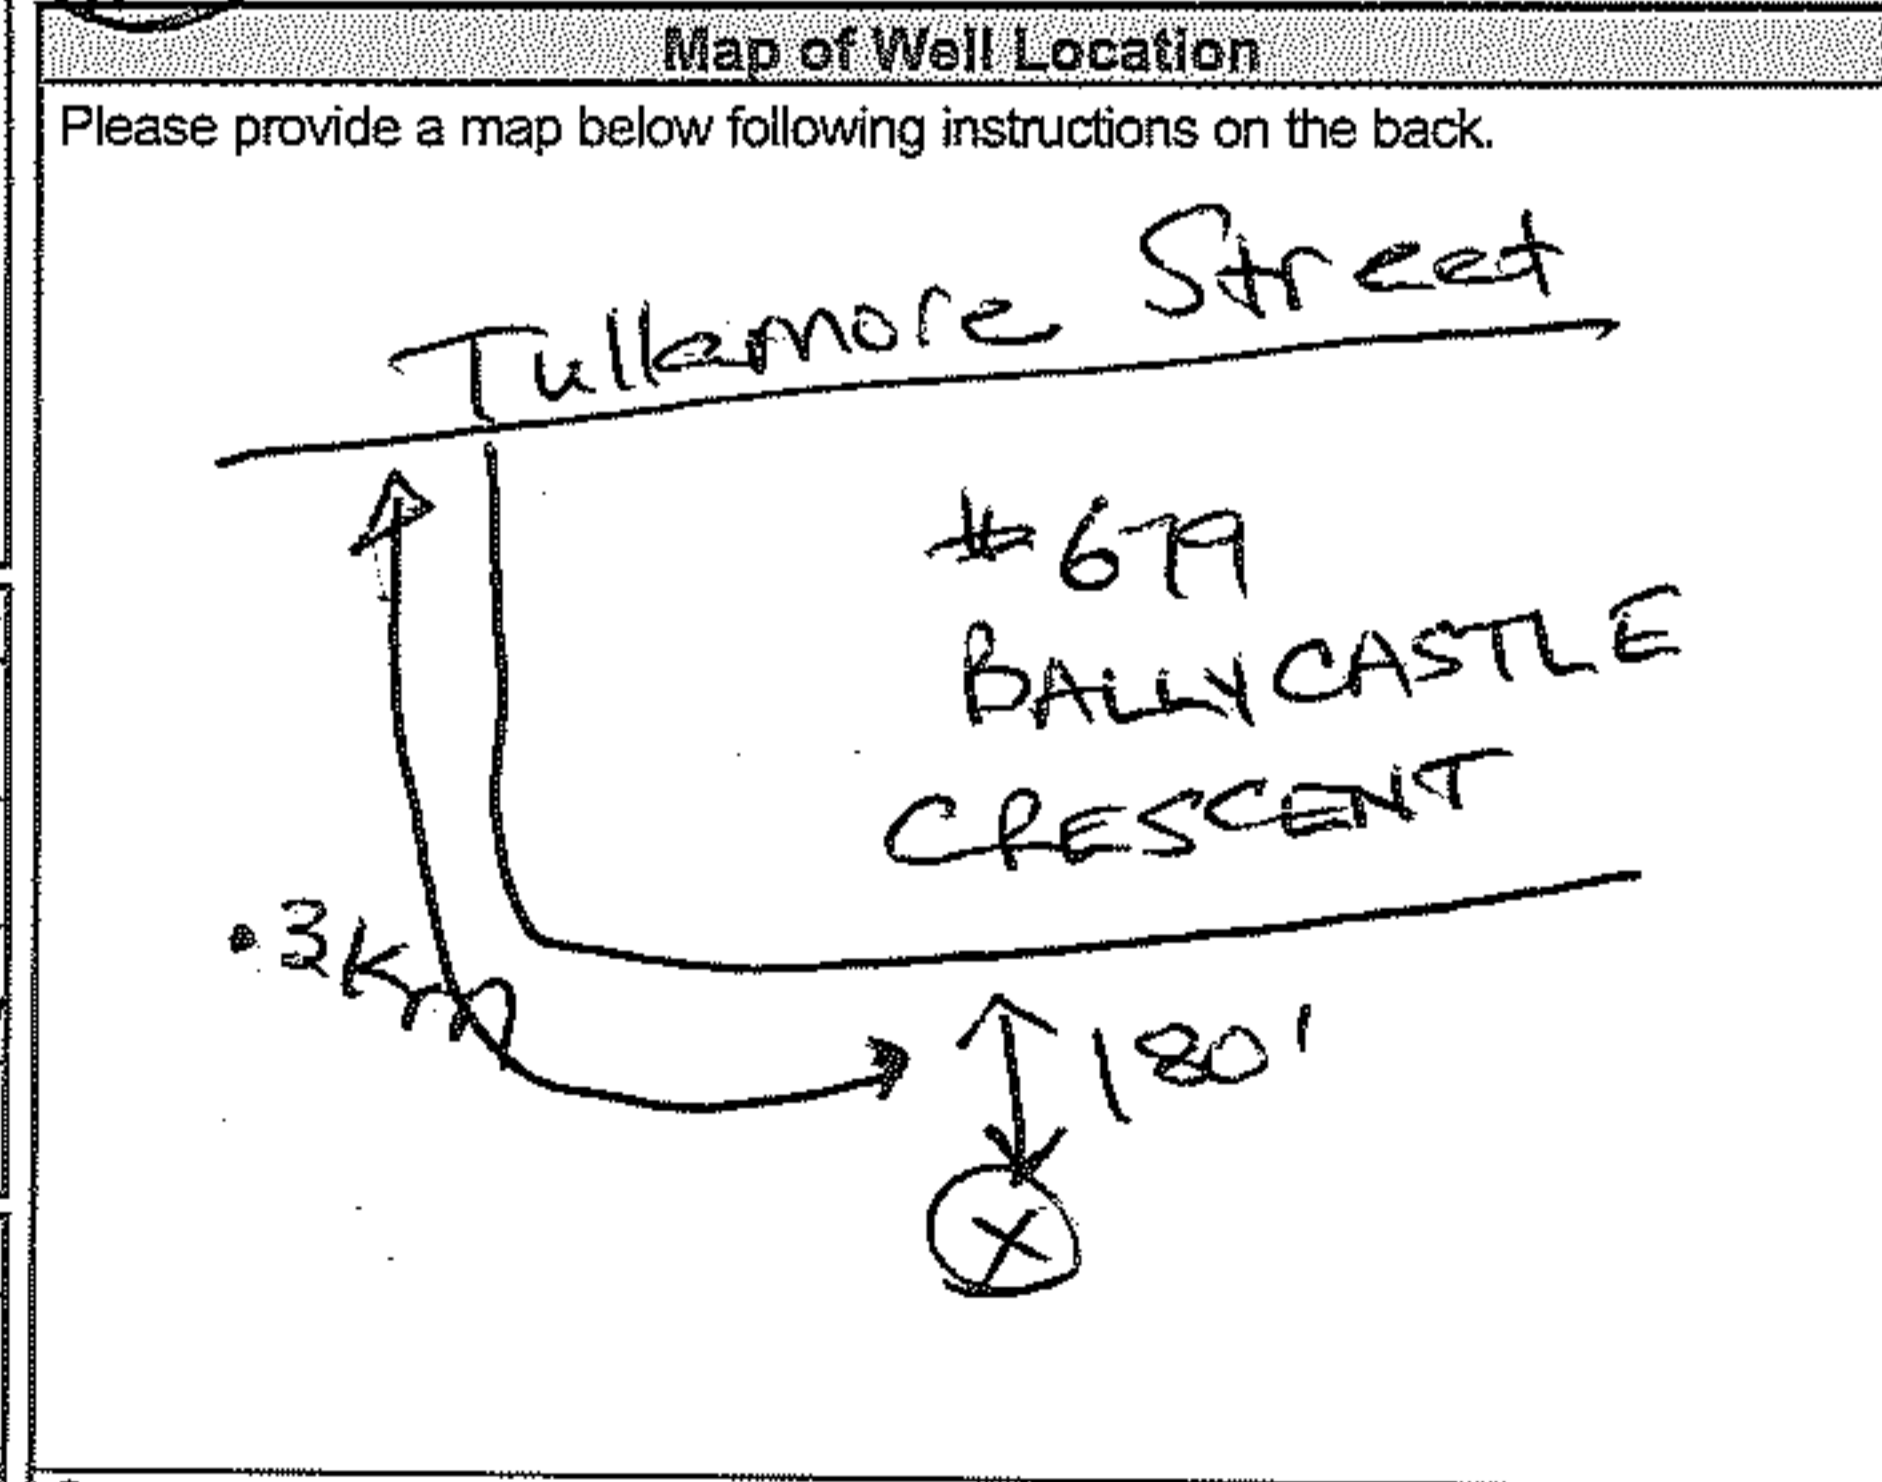 Map of Well Location
Please provide a map below following instructions on the back.
Tullamore Street
#679
BALLYCASTLE
CRESCENT
.3km
180'
X